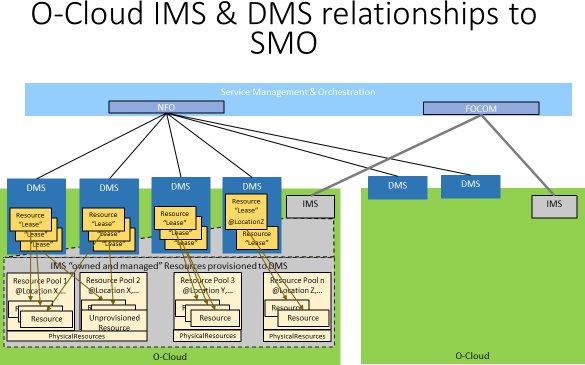 O-Cloud IMS & DMS relationships to
SMO
Service Management & Orchestration
NFO
FOCOM
DMS
DMS
DMS
DMS
DMS
DMS
IMS
IMS
Resource
"Lease"
"Lease"
"Lease"
Resource
"Lease"
"Lease"
"Lease"
Resource
"Lease"
"Lease"
"Lease"
Resource
"Lease"
@LocationZ
Resource
"Lease"
IMS "owned and managed" Resources provisioned to DMS
Resource Pool 1
@Location X,...
Resource
PhysicalResources
Resource Pool 2
@Location X,...
Unprovisioned
Resource
PhysicalResources
Resource Pool 3
@Location Y,...
Resource
PhysicalResources
Resource Pool n
@Location Z,...
Resource
PhysicalResources
O-Cloud
O-Cloud